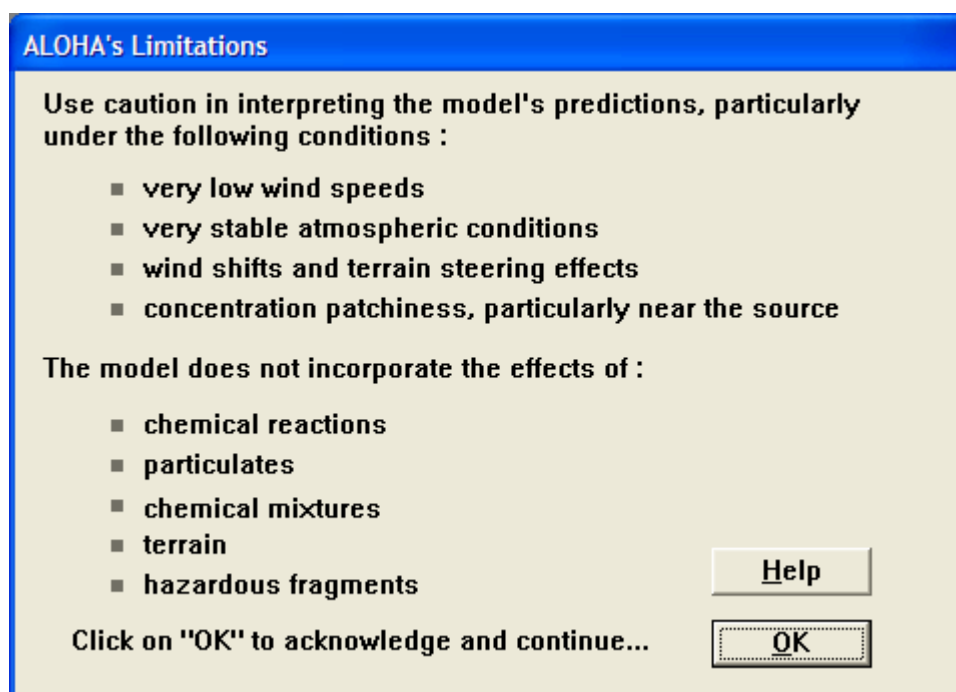 ALOHA's Limitations
Use caution in interpreting the model's predictions, particularly
under the following conditions :
very low wind speeds
very stable atmospheric conditions
wind shifts and terrain steering effects
concentration patchiness, particularly near the source
The model does not incorporate the effects of :
chemical reactions
particulates
chemical mixtures
terrain
hazardous fragments
Help
Click on "OK" to acknowledge and continue...
OK